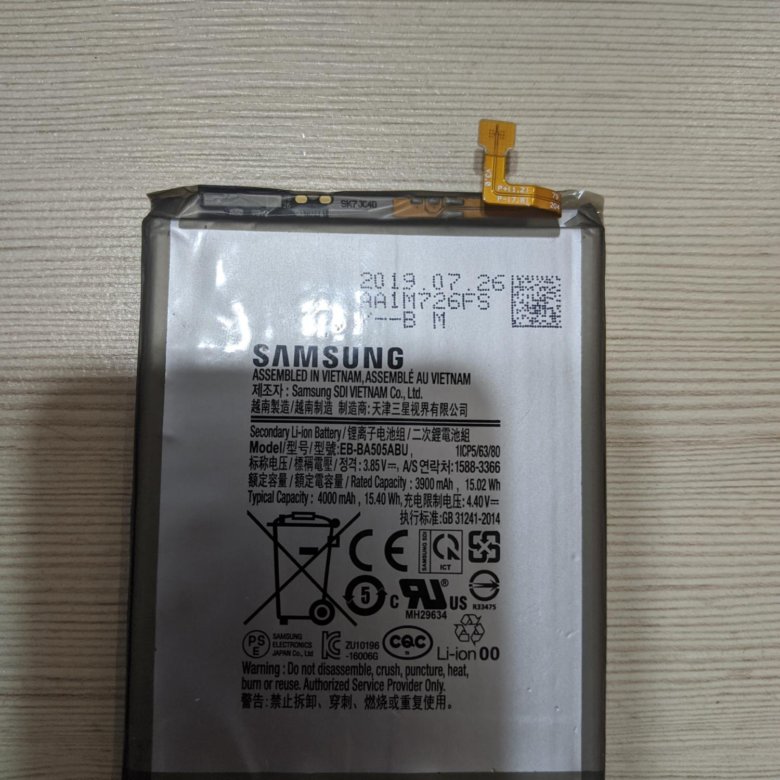 SK7JC4D
V3.0
P+(1,2)
P-(7,8)
2019.07.26
AA1M726FS
Y--B M
SAMSUNG
ASSEMBLED IN VIETNAM, ASSEMBLÉ AU VIETNAM
제조자 : Samsung SDI VIETNAM Co., Ltd.
越南製造/越南制造 制造商:天津三星视界有限公司
Secondary Li-ion Battery / 锂离子电池组 / 二次鋰電池組
Model/型号/型號:EB-BA505ABU , 1ICP5/63/80
标称电压/標稱電壓/정격 : 3.85V⎓, A/S 연락처:1588-3366
额定容量/額定電容量/Rated Capacity : 3900 mAh, 15.02 Wh
Typical Capacity : 4000 mAh, 15.40 Wh, 充电限制电压: 4.40V⎓
执行标准:GB 31241-2014
CE
SAMSUNG SDI
ICT
5
c RU US
MH29634
R33475
PS E
SAMSUNG ELECTRONICS JAPAN Co., Ltd.
ZU10196
-16006G
CQC
Li-ion 00
Warning : Do not disassemble, crush, puncture, heat,
burn or reuse. Authorized Service Provider Only.
警告: 禁止拆卸、穿刺、燃烧或重复使用.